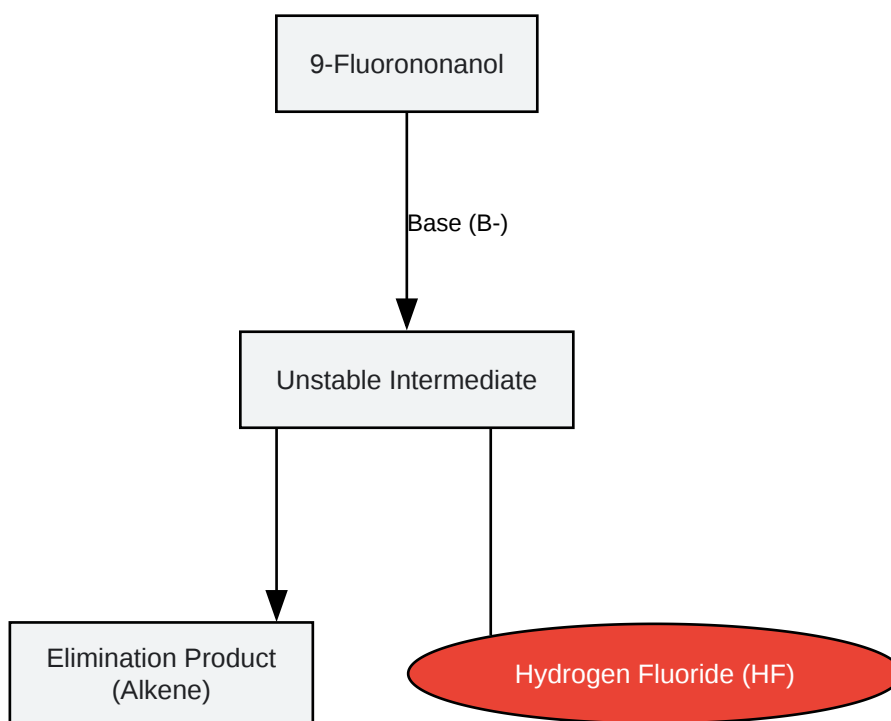 9-Fluorononanol
Base (B-)
Unstable Intermediate
Elimination Product
(Alkene)
Hydrogen Fluoride (HF)